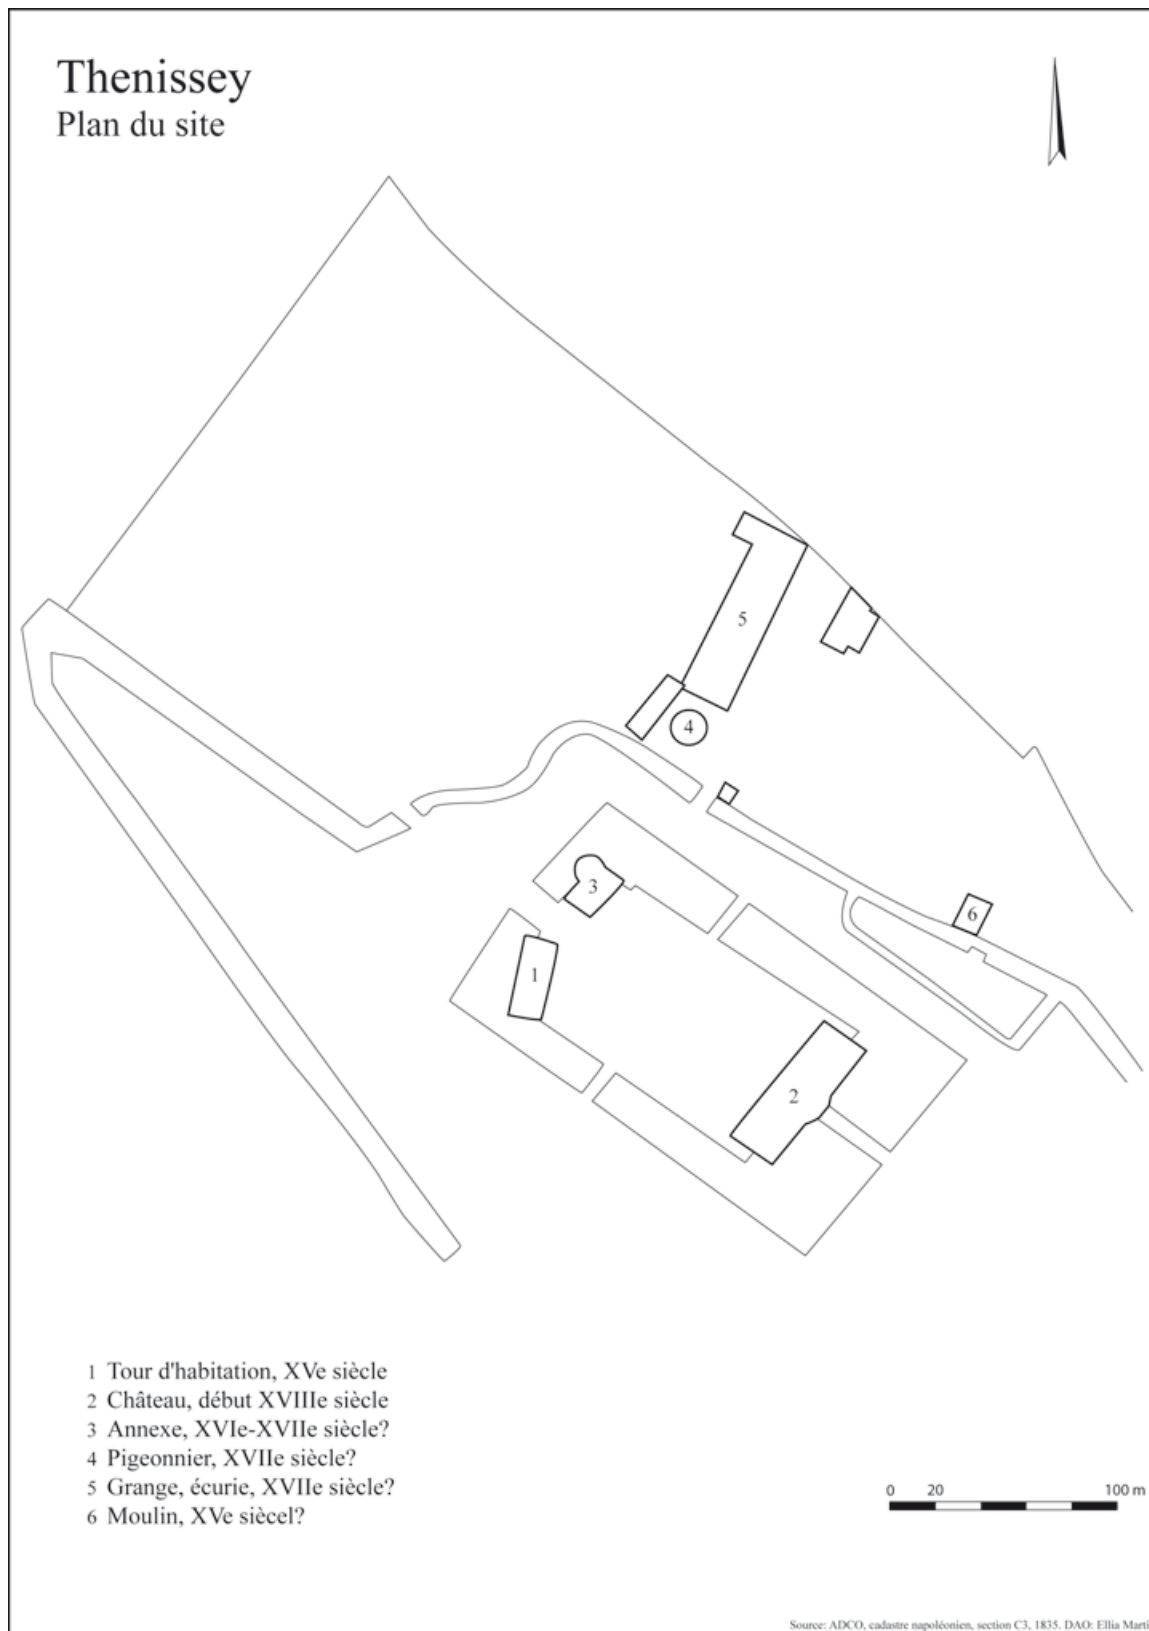 Thenissey
Plan du site
5
4
3
6
1
2
1 Tour d'habitation, XVe siècle
2 Château, début XVIIIe siècle
3 Annexe, XVIe-XVIIe siècle?
4 Pigeonnier, XVIIe siècle?
5 Grange, écurie, XVIIe siècle?
6 Moulin, XVe siècel?
0 20 100 m
Source: ADCO, cadastre napoléonien, section C3, 1835. DAO: Ellia Marti